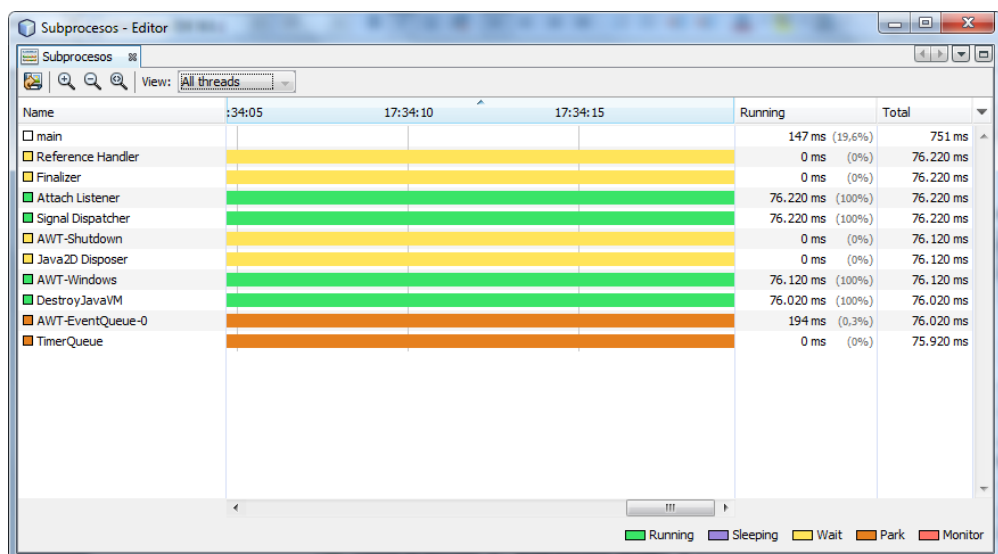 Subprocesos - Editor
Subprocesos
View: All threads
Name :34:05 17:34:10 17:34:15 Running Total
main 147 ms (19,6%) 751 ms
Reference Handler 0 ms (0%) 76.220 ms
Finalizer 0 ms (0%) 76.220 ms
Attach Listener 76.220 ms (100%) 76.220 ms
Signal Dispatcher 76.220 ms (100%) 76.220 ms
AWT-Shutdown 0 ms (0%) 76.120 ms
Java2D Disposer 0 ms (0%) 76.120 ms
AWT-Windows 76.120 ms (100%) 76.120 ms
DestroyJavaVM 76.020 ms (100%) 76.020 ms
AWT-EventQueue-0 194 ms (0,3%) 76.020 ms
TimerQueue 0 ms (0%) 75.920 ms
Running Sleeping Wait Park Monitor